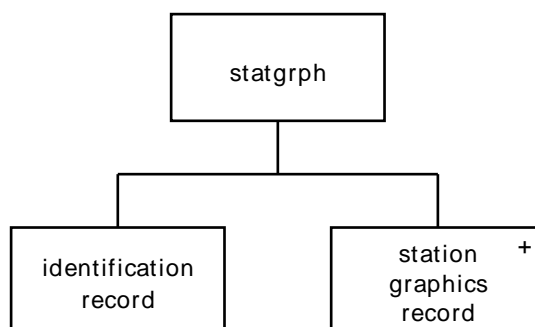 statgrph
identification
record
+
station
graphics
record